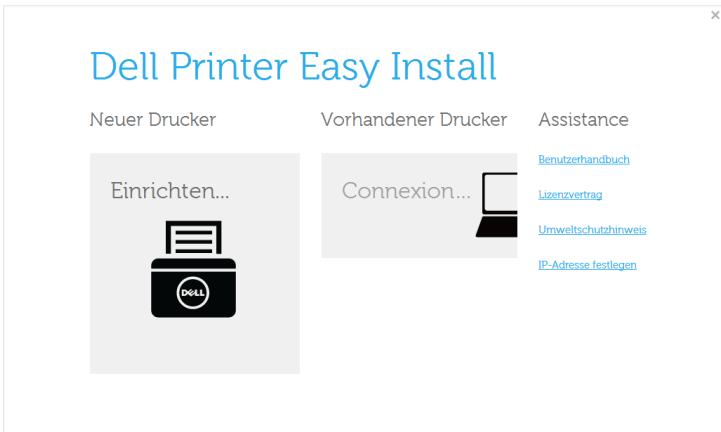 Dell Printer Easy Install
Neuer Drucker
Einrichten...
DELL
Vorhandener Drucker
Connexion...
Assistance
Benutzerhandbuch
Lizenzvertrag
Umweltschutzhinweis
IP-Adresse festlegen